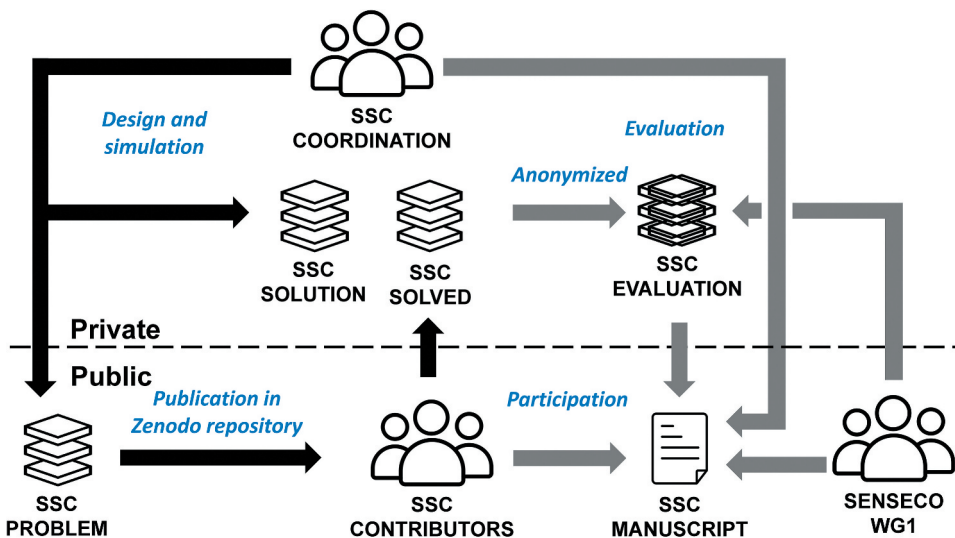 SSC
COORDINATION
Design and
simulation
Evaluation
Anonymized
SSC
SOLUTION
SSC
SOLVED
SSC
EVALUATION
Private
Public
Publication in
Zenodo repository
Participation
SSC
PROBLEM
SSC
CONTRIBUTORS
SSC
MANUSCRIPT
SENSECO
WG1